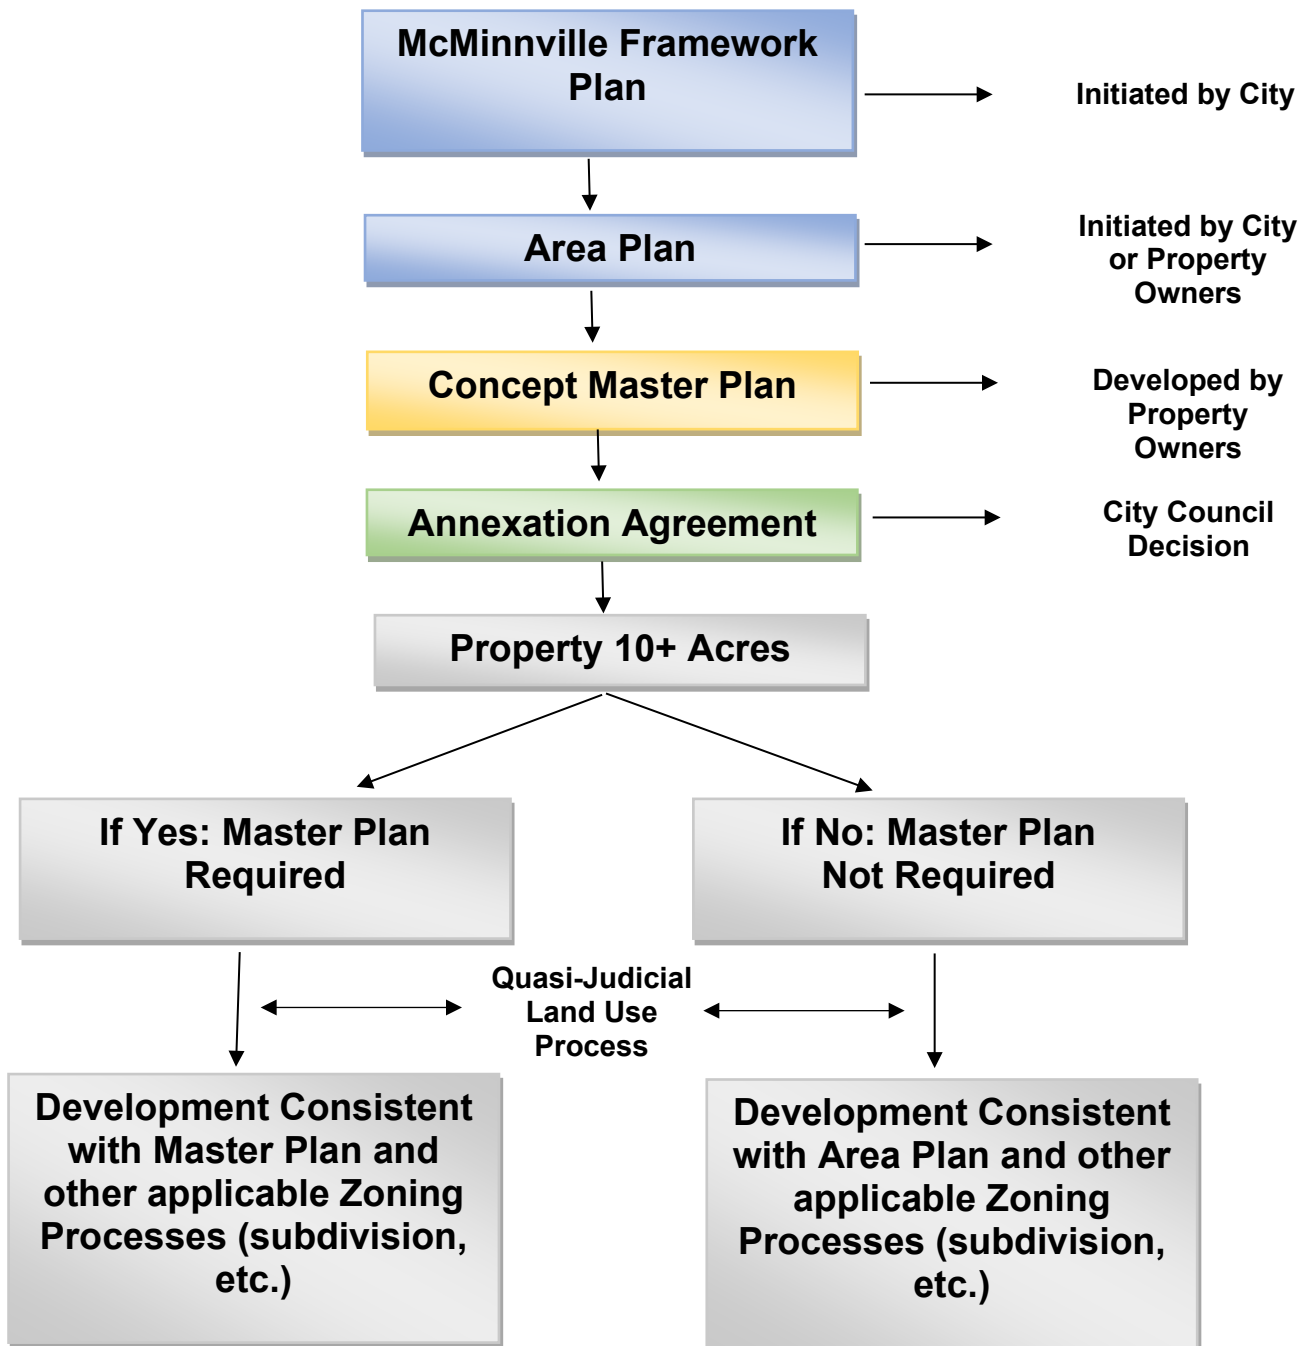 McMinnville Framework
Plan
Initiated by City
Area Plan
Initiated by City
or Property
Owners
Concept Master Plan
Developed by
Property
Owners
Annexation Agreement
City Council
Decision
Property 10+ Acres
If Yes: Master Plan
Required
If No: Master Plan
Not Required
Quasi-Judicial
Land Use
Process
Development Consistent
with Master Plan and
other applicable Zoning
Processes (subdivision,
etc.)
Development Consistent
with Area Plan and other
applicable Zoning
Processes (subdivision,
etc.)